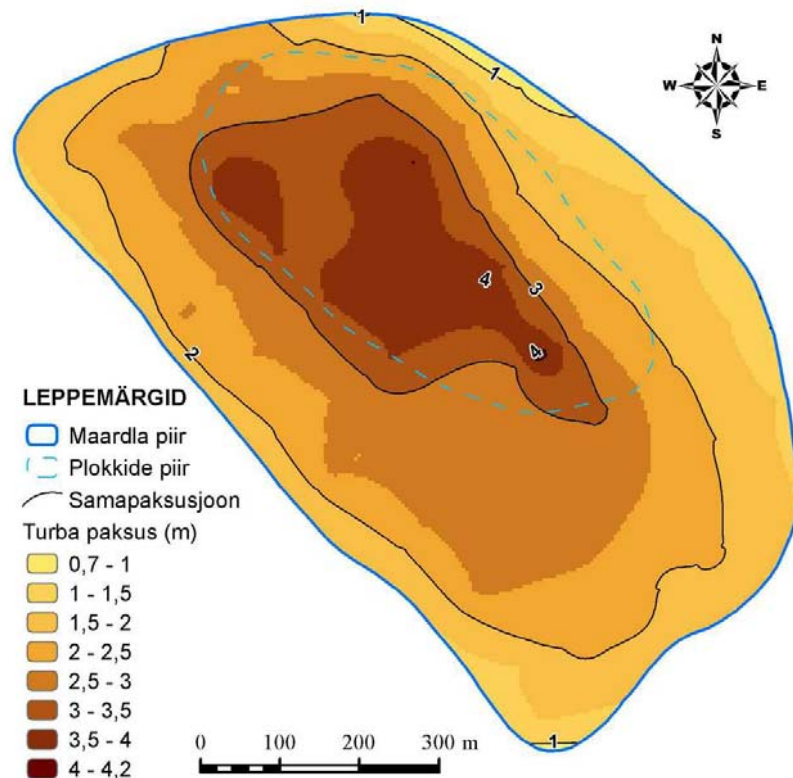 1
1
N
W E
S
4
3
4
2
LEPPEMÄRGID
Maardla piir
Plokkide piir
Samapaksusjoon
Turba paksus (m)
0,7 - 1
1 - 1,5
1,5 - 2
2 - 2,5
2,5 - 3
3 - 3,5
3,5 - 4
4 - 4,2
1
0 100 200 300 m